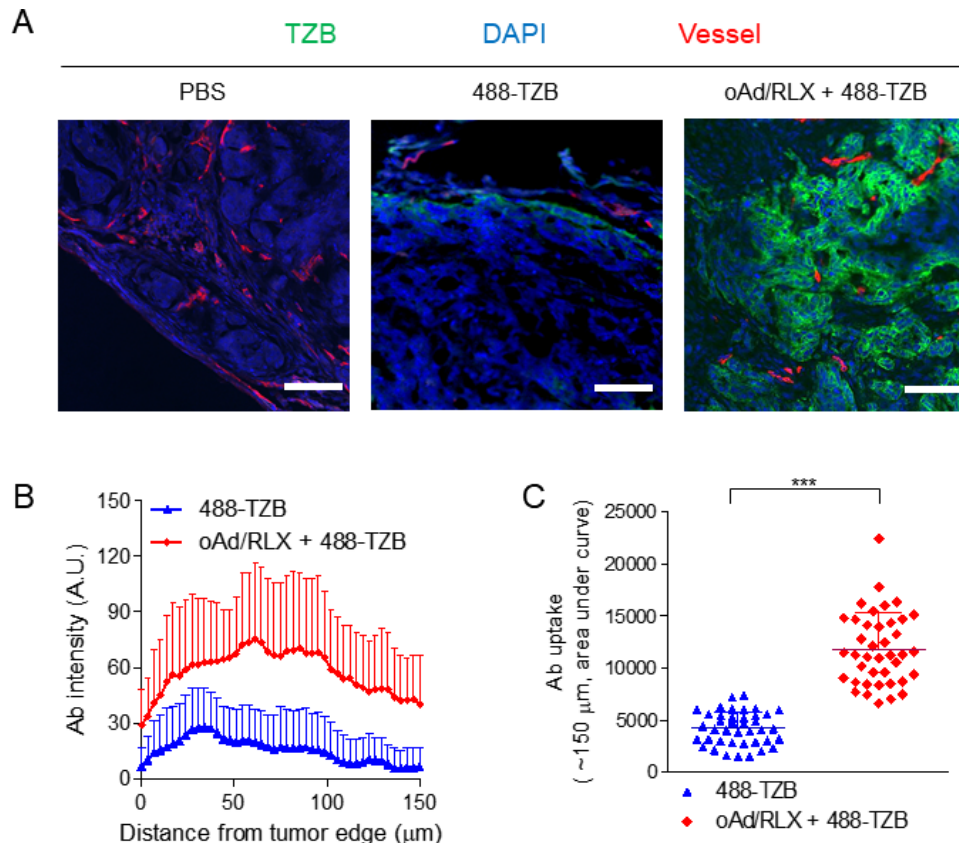 A
TZB DAPI Vessel
PBS 488-TZB oAd/RLX + 488-TZB
B
150
120
90
60
30
0
Ab intensity (A.U.)
488-TZB
oAd/RLX + 488-TZB
0 50 100 150
Distance from tumor edge (μm)
C
***
25000
20000
15000
10000
5000
0
Ab uptake
( ~150 μm, area under curve)
488-TZB
oAd/RLX + 488-TZB